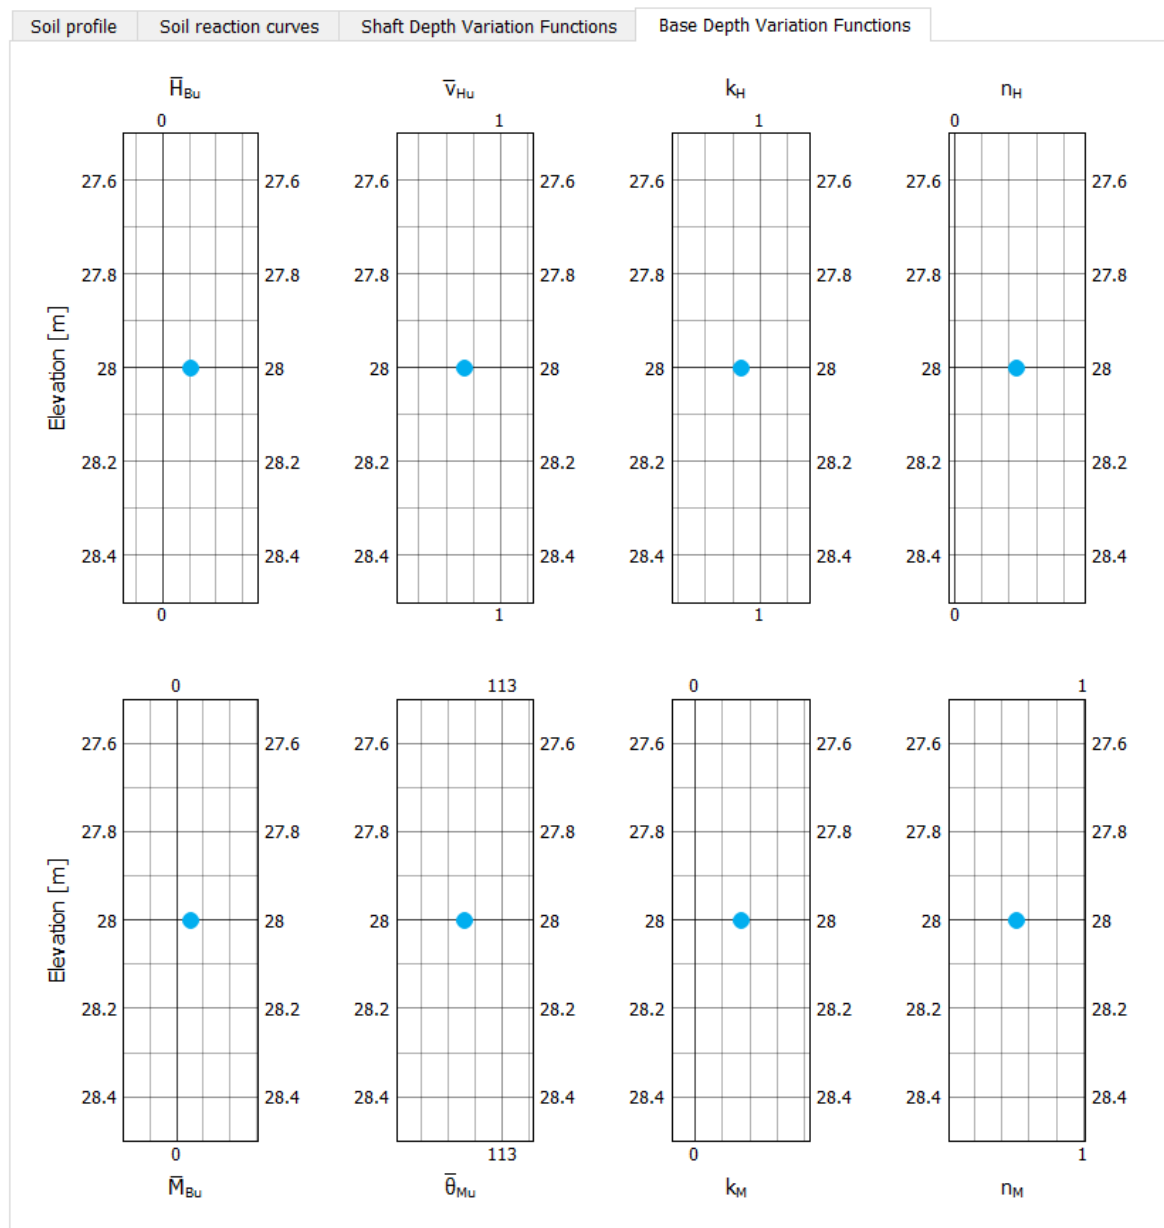 Soil profile Soil reaction curves Shaft Depth Variation Functions Base Depth Variation Functions
H̅Bu v̅Hu kH nH
0 1 1 0
27.6 27.6 27.6 27.6 27.6 27.6 27.6 27.6
27.8 27.8 27.8 27.8 27.8 27.8 27.8 27.8
Elevation [m]
28 28 28 28 28 28 28 28
28.2 28.2 28.2 28.2 28.2 28.2 28.2 28.2
28.4 28.4 28.4 28.4 28.4 28.4 28.4 28.4
0 1 1 0
0 113 0 1
27.6 27.6 27.6 27.6 27.6 27.6 27.6 27.6
27.8 27.8 27.8 27.8 27.8 27.8 27.8 27.8
Elevation [m]
28 28 28 28 28 28 28 28
28.2 28.2 28.2 28.2 28.2 28.2 28.2 28.2
28.4 28.4 28.4 28.4 28.4 28.4 28.4 28.4
0 113 0 1
M̅Bu θ̅Mu kM nM